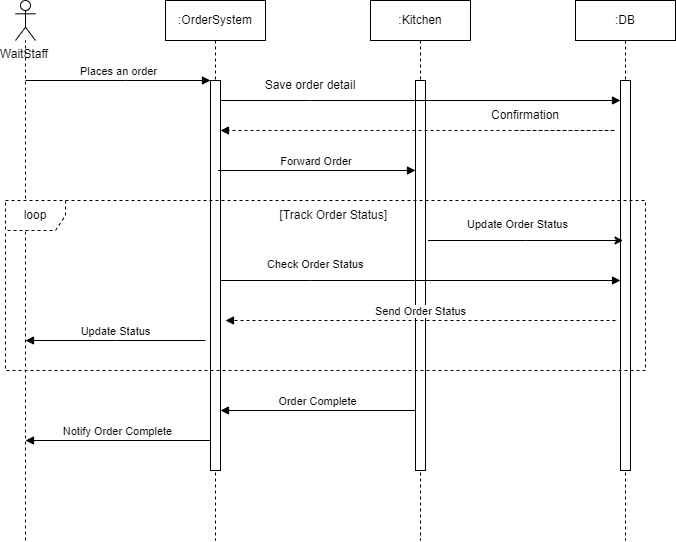 :OrderSystem
:Kitchen
:DB
WaitStaff
Places an order
Save order detail
Confirmation
Forward Order
loop
[Track Order Status]
Update Order Status
Check Order Status
Send Order Status
Update Status
Order Complete
Notify Order Complete